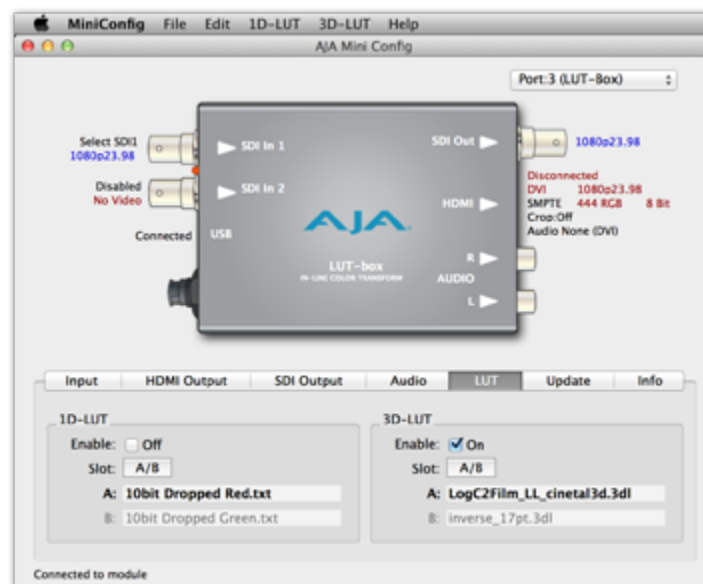 MiniConfig File Edit 1D-LUT 3D-LUT Help
AJA Mini Config
Port:3 (LUT-Box)
Select SDI1
1080p23.98
SDI In 1
SDI Out
1080p23.98
Disabled
No Video
SDI In 2
Disconnected
DVI 1080p23.98
SMPTE 444 RGB 8 Bit
Crop:Off
Audio None (DVI)
HDMI
Connected
USB
AJA
LUT-box
IN-LINE COLOR TRANSFORM
R
AUDIO
L
Input HDMI Output SDI Output Audio LUT Update Info
1D-LUT
Enable: Off
Slot: A/B
A: 10bit Dropped Red.txt
B: 10bit Dropped Green.txt
3D-LUT
Enable: On
Slot: A/B
A: LogC2Film_LL_cinetal3d.3dl
B: inverse_17pt.3dl
Connected to module